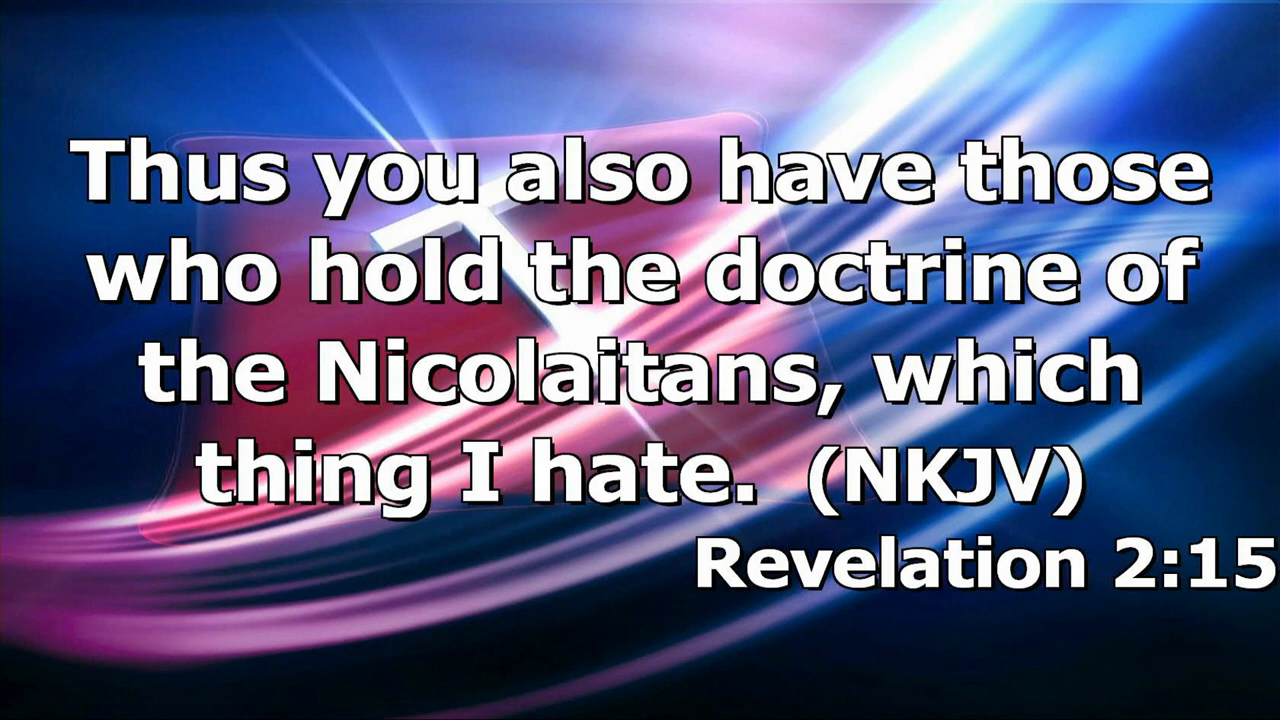 Thus you also have those
who hold the doctrine of
the Nicolaitans, which
thing I hate.  (NKJV)
Revelation 2:15